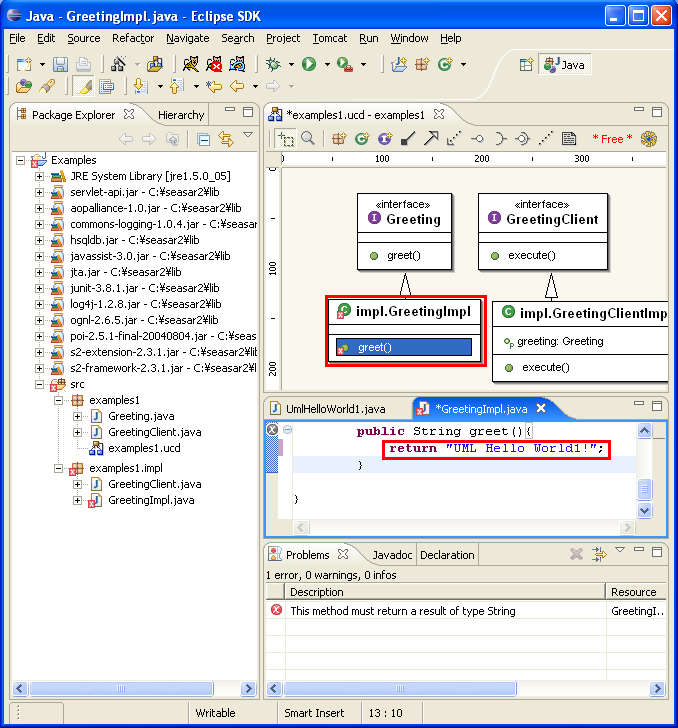 Java - GreetingImpl.java - Eclipse SDK
File Edit Source Refactor Navigate Search Project Tomcat Run Window Help
Java
Package Explorer Hierarchy
Examples
JRE System Library [jre1.5.0_05]
servlet-api.jar - C:¥seasar2¥lib
aopalliance-1.0.jar - C:¥seasar2¥lib
commons-logging-1.0.4.jar - C:¥seasar2¥lib
hsqldb.jar - C:¥seasar2¥lib
javassist-3.0.jar - C:¥seasar2¥lib
jta.jar - C:¥seasar2¥lib
junit-3.8.1.jar - C:¥seasar2¥lib
log4j-1.2.8.jar - C:¥seasar2¥lib
ognl-2.6.5.jar - C:¥seasar2¥lib
poi-2.5.1-final-20040804.jar - C:¥seasar2¥lib
s2-extension-2.3.1.jar - C:¥seasar2¥lib
s2-framework-2.3.1.jar - C:¥seasar2¥lib
src
examples1
Greeting.java
GreetingClient.java
examples1.ucd
examples1.impl
GreetingClient.java
GreetingImpl.java
*examples1.ucd - examples1
* Free *
0 100 200 300
0
100
200
«interface»
Greeting
greet()
«interface»
GreetingClient
execute()
impl.GreetingImpl
greet()
impl.GreetingClientImp
greeting: Greeting
execute()
UmlHelloWorld1.java *GreetingImpl.java
public String greet(){
return "UML Hello World1!";
}
}
Problems Javadoc Declaration
1 error, 0 warnings, 0 infos
Description Resource
This method must return a result of type String GreetingI...
Writable Smart Insert 13 : 10